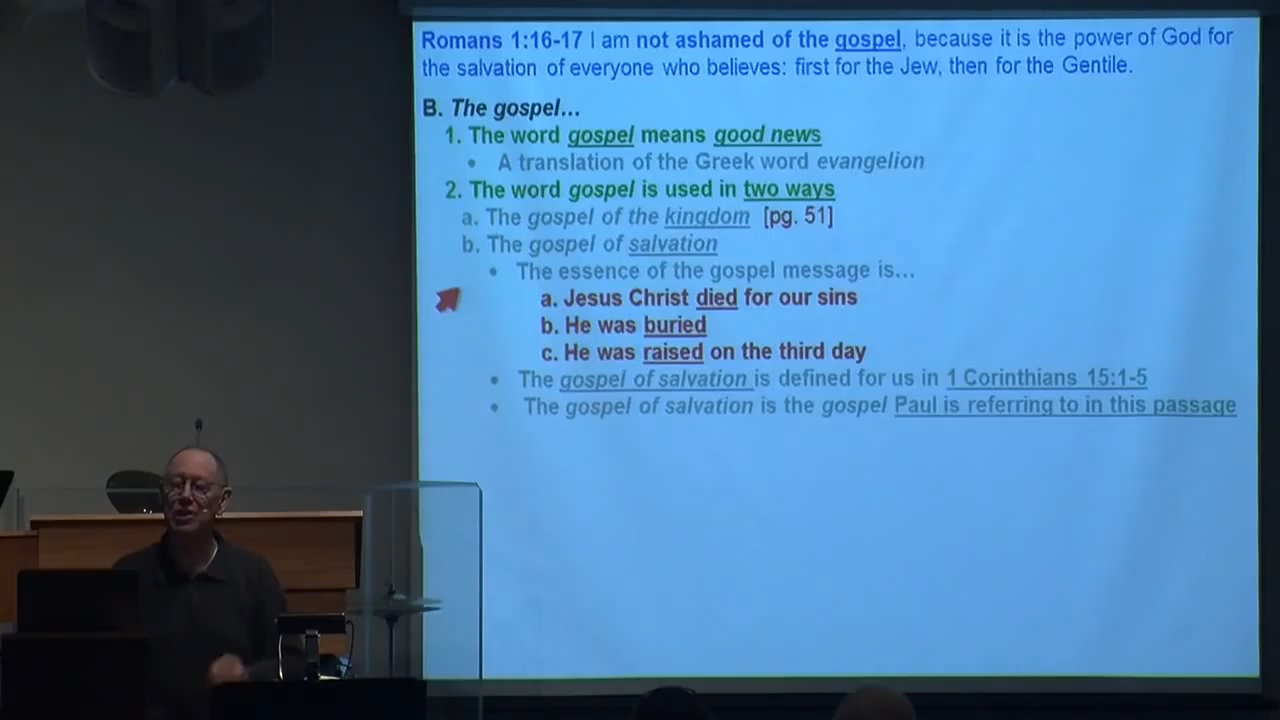 Romans 1:16-17 I am not ashamed of the gospel, because it is the power of God for
the salvation of everyone who believes: first for the Jew, then for the Gentile.
B. The gospel...
1. The word gospel means good news
• A translation of the Greek word evangelion
2. The word gospel is used in two ways
a. The gospel of the kingdom [pg. 51]
b. The gospel of salvation
• The essence of the gospel message is...
a. Jesus Christ died for our sins
b. He was buried
c. He was raised on the third day
• The gospel of salvation is defined for us in 1 Corinthians 15:1-5
• The gospel of salvation is the gospel Paul is referring to in this passage